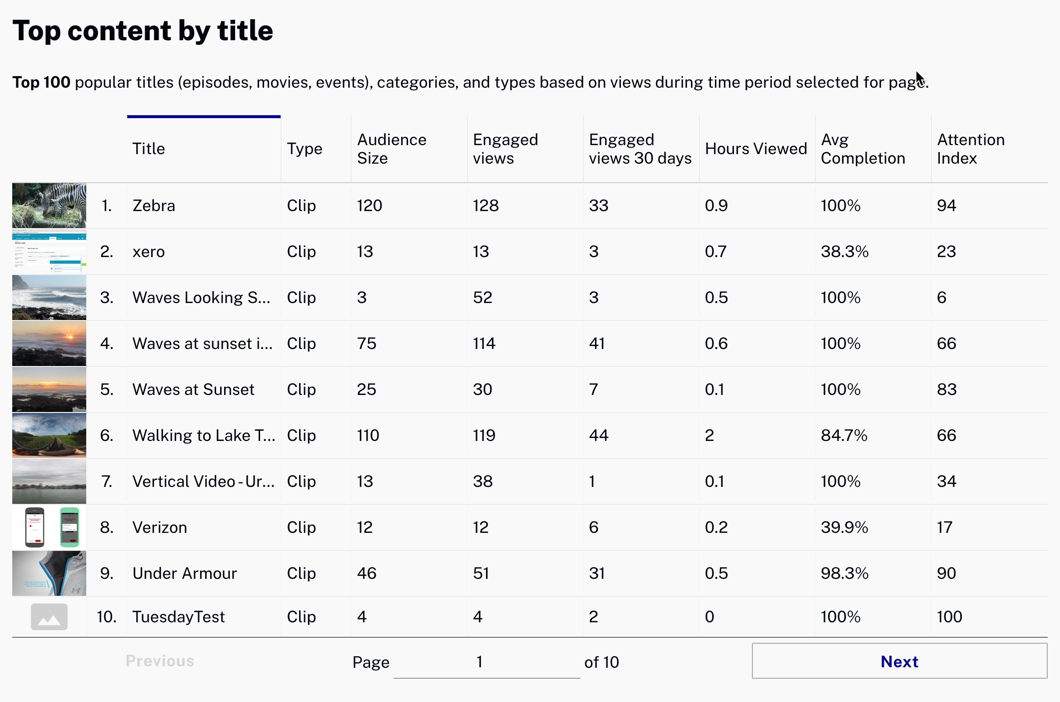 Top content by title
Top 100 popular titles (episodes, movies, events), categories, and types based on views during time period selected for page.
Title Type Audience Size Engaged views Engaged views 30 days Hours Viewed Avg Completion Attention Index
1. Zebra Clip 120 128 33 0.9 100% 94
2. xero Clip 13 13 3 0.7 38.3% 23
3. Waves Looking S... Clip 3 52 3 0.5 100% 6
4. Waves at sunset i... Clip 75 114 41 0.6 100% 66
5. Waves at Sunset Clip 25 30 7 0.1 100% 83
6. Walking to Lake T... Clip 110 119 44 2 84.7% 66
7. Vertical Video - Ur... Clip 13 38 1 0.1 100% 34
8. Verizon Clip 12 12 6 0.2 39.9% 17
9. Under Armour Clip 46 51 31 0.5 98.3% 90
10. TuesdayTest Clip 4 4 2 0 100% 100
Previous Page 1 of 10 Next